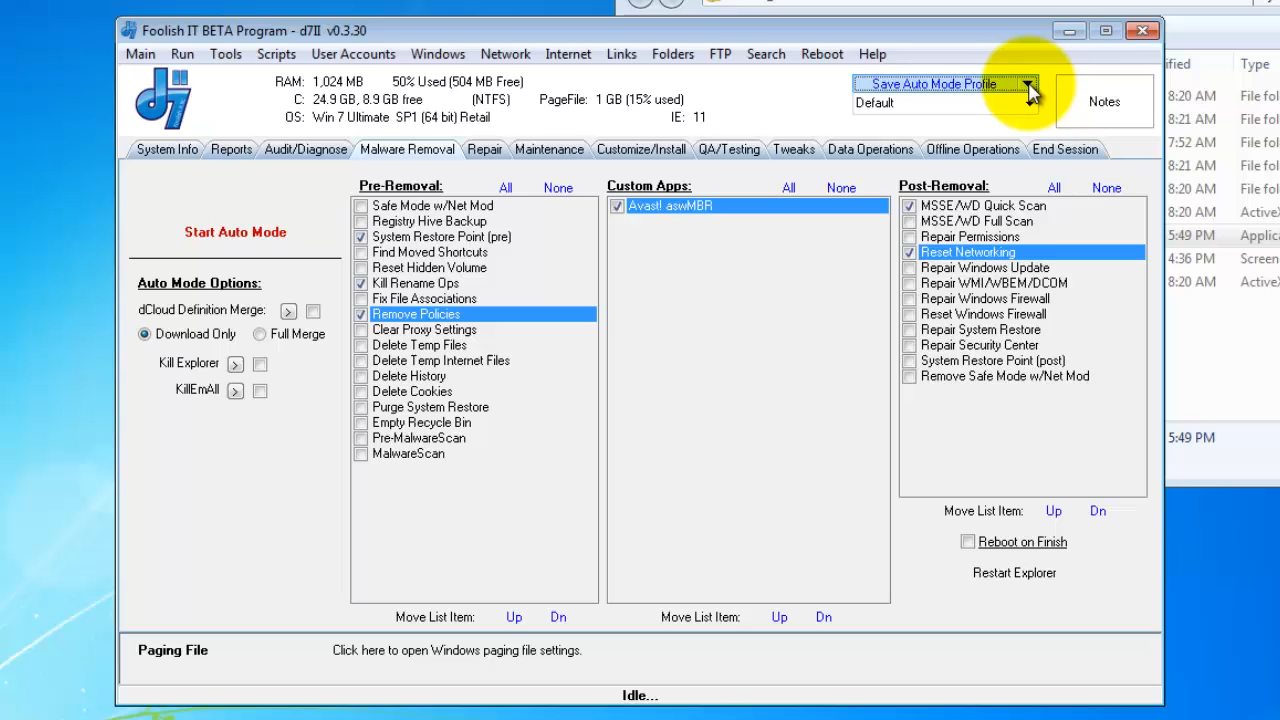 Foolish IT BETA Program - d7II v0.3.30
Main Run Tools Scripts User Accounts Windows Network Internet Links Folders FTP Search Reboot Help
d7II
RAM: 1,024 MB 50% Used (504 MB Free)
C: 24.9 GB, 8.9 GB free (NTFS) PageFile: 1 GB (15% used)
OS: Win 7 Ultimate SP1 (64 bit) Retail IE: 11
Save Auto Mode Profile
Default
Notes
System Info Reports Audit/Diagnose Malware Removal Repair Maintenance Customize/Install QA/Testing Tweaks Data Operations Offline Operations End Session
Start Auto Mode
Auto Mode Options:
dCloud Definition Merge: >
Download Only Full Merge
Kill Explorer >
KillEmAll >
Pre-Removal: All None
Safe Mode w/Net Mod
Registry Hive Backup
System Restore Point (pre)
Find Moved Shortcuts
Reset Hidden Volume
Kill Rename Ops
Fix File Associations
Remove Policies
Clear Proxy Settings
Delete Temp Files
Delete Temp Internet Files
Delete History
Delete Cookies
Purge System Restore
Empty Recycle Bin
Pre-MalwareScan
MalwareScan
Move List Item: Up Dn
Custom Apps: All None
Avast! aswMBR
Move List Item: Up Dn
Post-Removal: All None
MSSE/WD Quick Scan
MSSE/WD Full Scan
Repair Permissions
Reset Networking
Repair Windows Update
Repair WMI/WBEM/DCOM
Repair Windows Firewall
Reset Windows Firewall
Repair System Restore
Repair Security Center
System Restore Point (post)
Remove Safe Mode w/Net Mod
Move List Item: Up Dn
Reboot on Finish
Restart Explorer
Paging File Click here to open Windows paging file settings.
Idle...
ified Type
8:20 AM File fol
8:21 AM File fol
7:52 AM File fol
8:21 AM File fol
8:20 AM File fol
8:20 AM ActiveX
5:49 PM Applica
4:36 PM Screen
8:20 AM ActiveX
5:49 PM